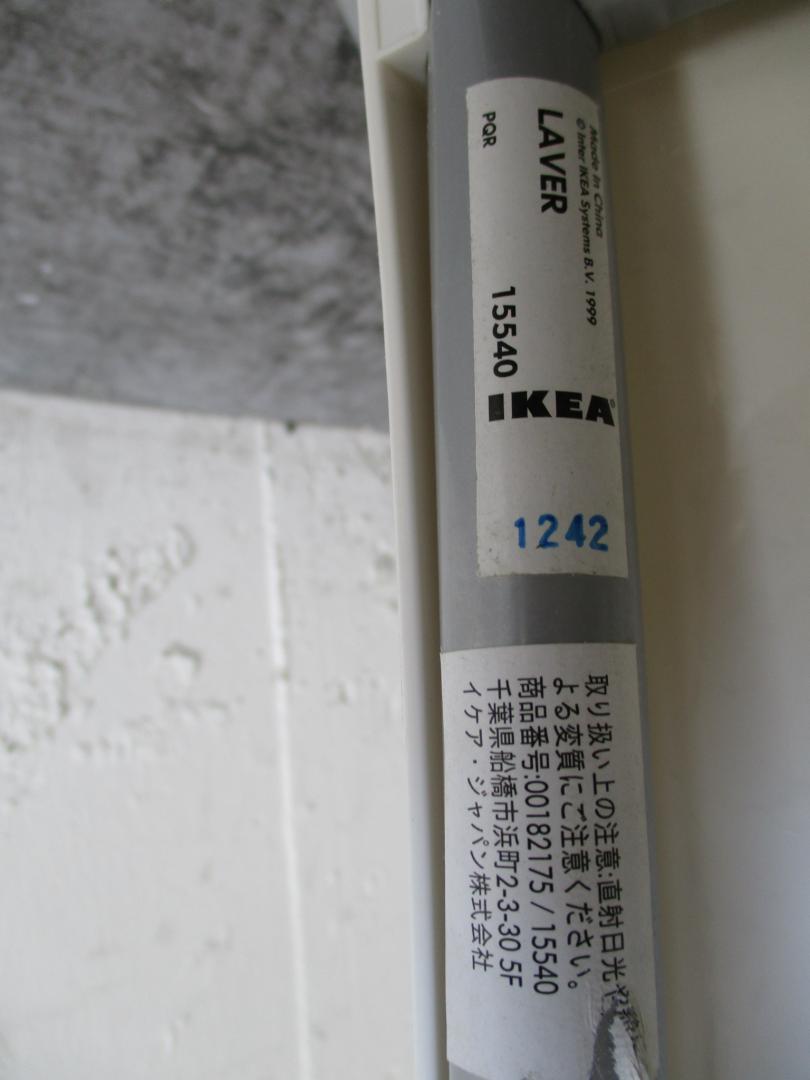 Made in China
© Inter IKEA Systems B.V. 1999
LAVER
PQR
15540
IKEA®
1242
取り扱い上の注意:直射日光や
よる変質にご注意ください。
商品番号:00182175 / 15540
千葉県船橋市浜町2-3-30 5F
イケア・ジャパン株式会社